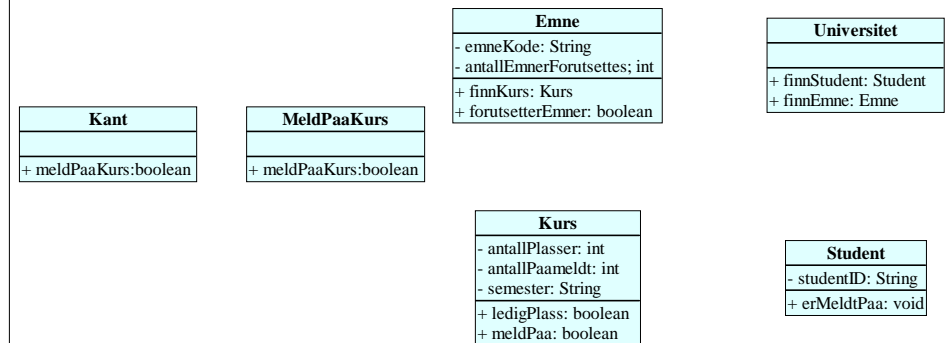 Emne
- emneKode: String
- antallEmnerForutsettes; int
+ finnKurs: Kurs
+ forutsetterEmner: boolean
Universitet
+ finnStudent: Student
+ finnEmne: Emne
Kant
+ meldPaaKurs:boolean
MeldPaaKurs
+ meldPaaKurs:boolean
Kurs
- antallPlasser: int
- antallPaameldt: int
- semester: String
+ ledigPlass: boolean
+ meldPaa: boolean
Student
- studentID: String
+ erMeldtPaa: void